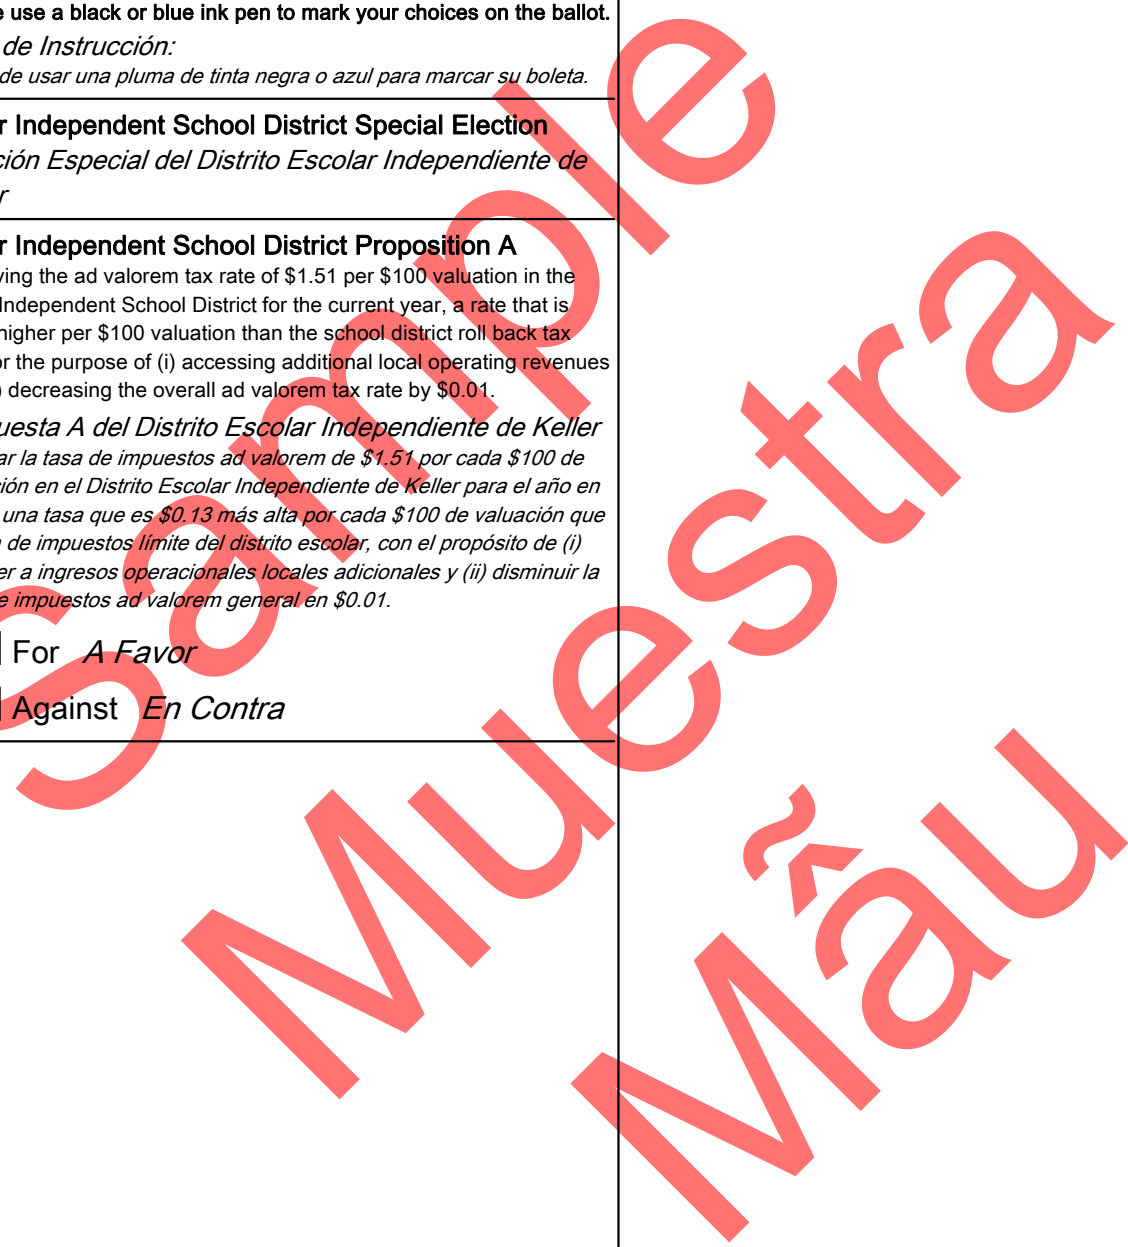 e use a black or blue ink pen to mark your choices on the ballot.
de Instrucción:
de usar una pluma de tinta negra o azul para marcar su boleta.
r Independent School District Special Election
ción Especial del Distrito Escolar Independiente de
r
r Independent School District Proposition A
ving the ad valorem tax rate of $1.51 per $100 valuation in the
Independent School District for the current year, a rate that is
higher per $100 valuation than the school district roll back tax
or the purpose of (i) accessing additional local operating revenues
) decreasing the overall ad valorem tax rate by $0.01.
uesta A del Distrito Escolar Independiente de Keller
ar la tasa de impuestos ad valorem de $1.51 por cada $100 de
ción en el Distrito Escolar Independiente de Keller para el año en
una tasa que es $0.13 más alta por cada $100 de valuación que
a de impuestos límite del distrito escolar, con el propósito de (i)
er a ingresos operacionales locales adicionales y (ii) disminuir la
e impuestos ad valorem general en $0.01.
For A Favor
Against En Contra
Sample
Muestra
Mẫu